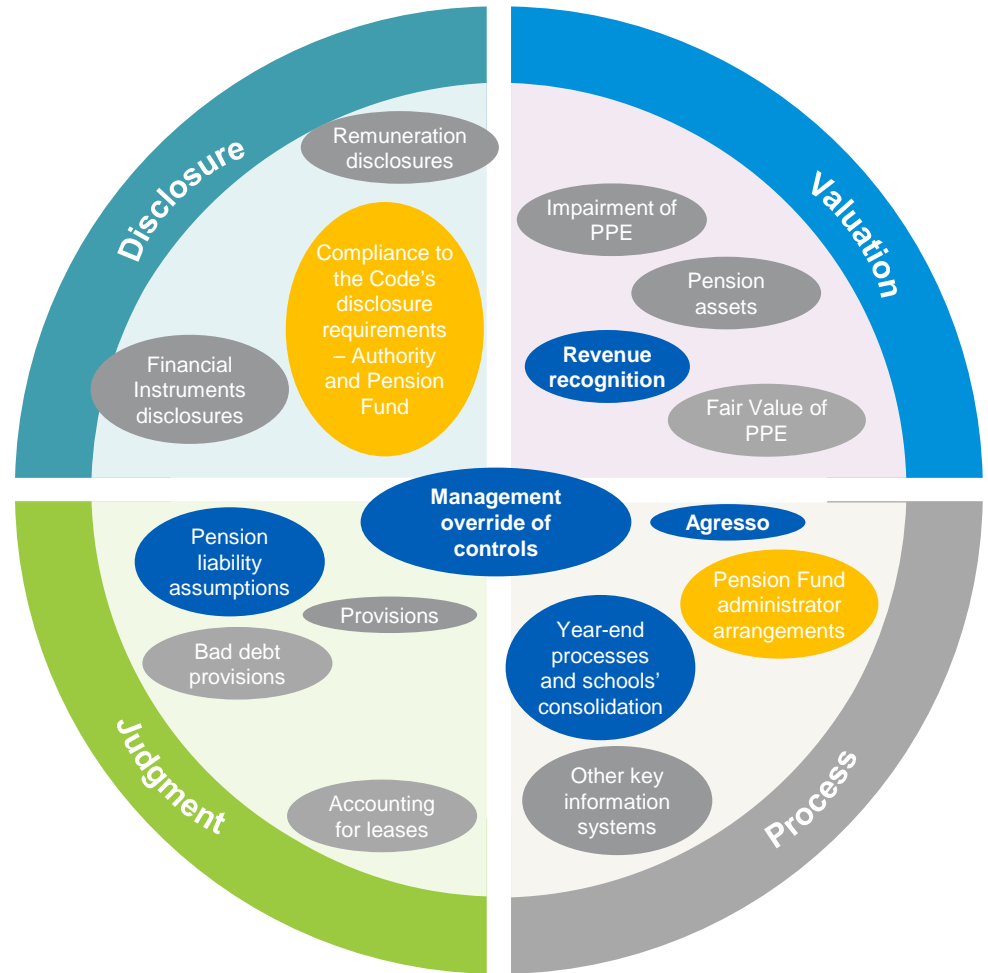 Disclosure
Remuneration
disclosures
Compliance to
the Code’s
disclosure
requirements
– Authority
and Pension
Fund
Financial
Instruments
disclosures
Valuation
Impairment of
PPE
Pension
assets
Revenue
recognition
Fair Value of
PPE
Management
override of
controls
Judgment
Pension
liability
assumptions
Provisions
Bad debt
provisions
Accounting
for leases
Process
Agresso
Pension Fund
administrator
arrangements
Year-end
processes
and schools’
consolidation
Other key
information
systems